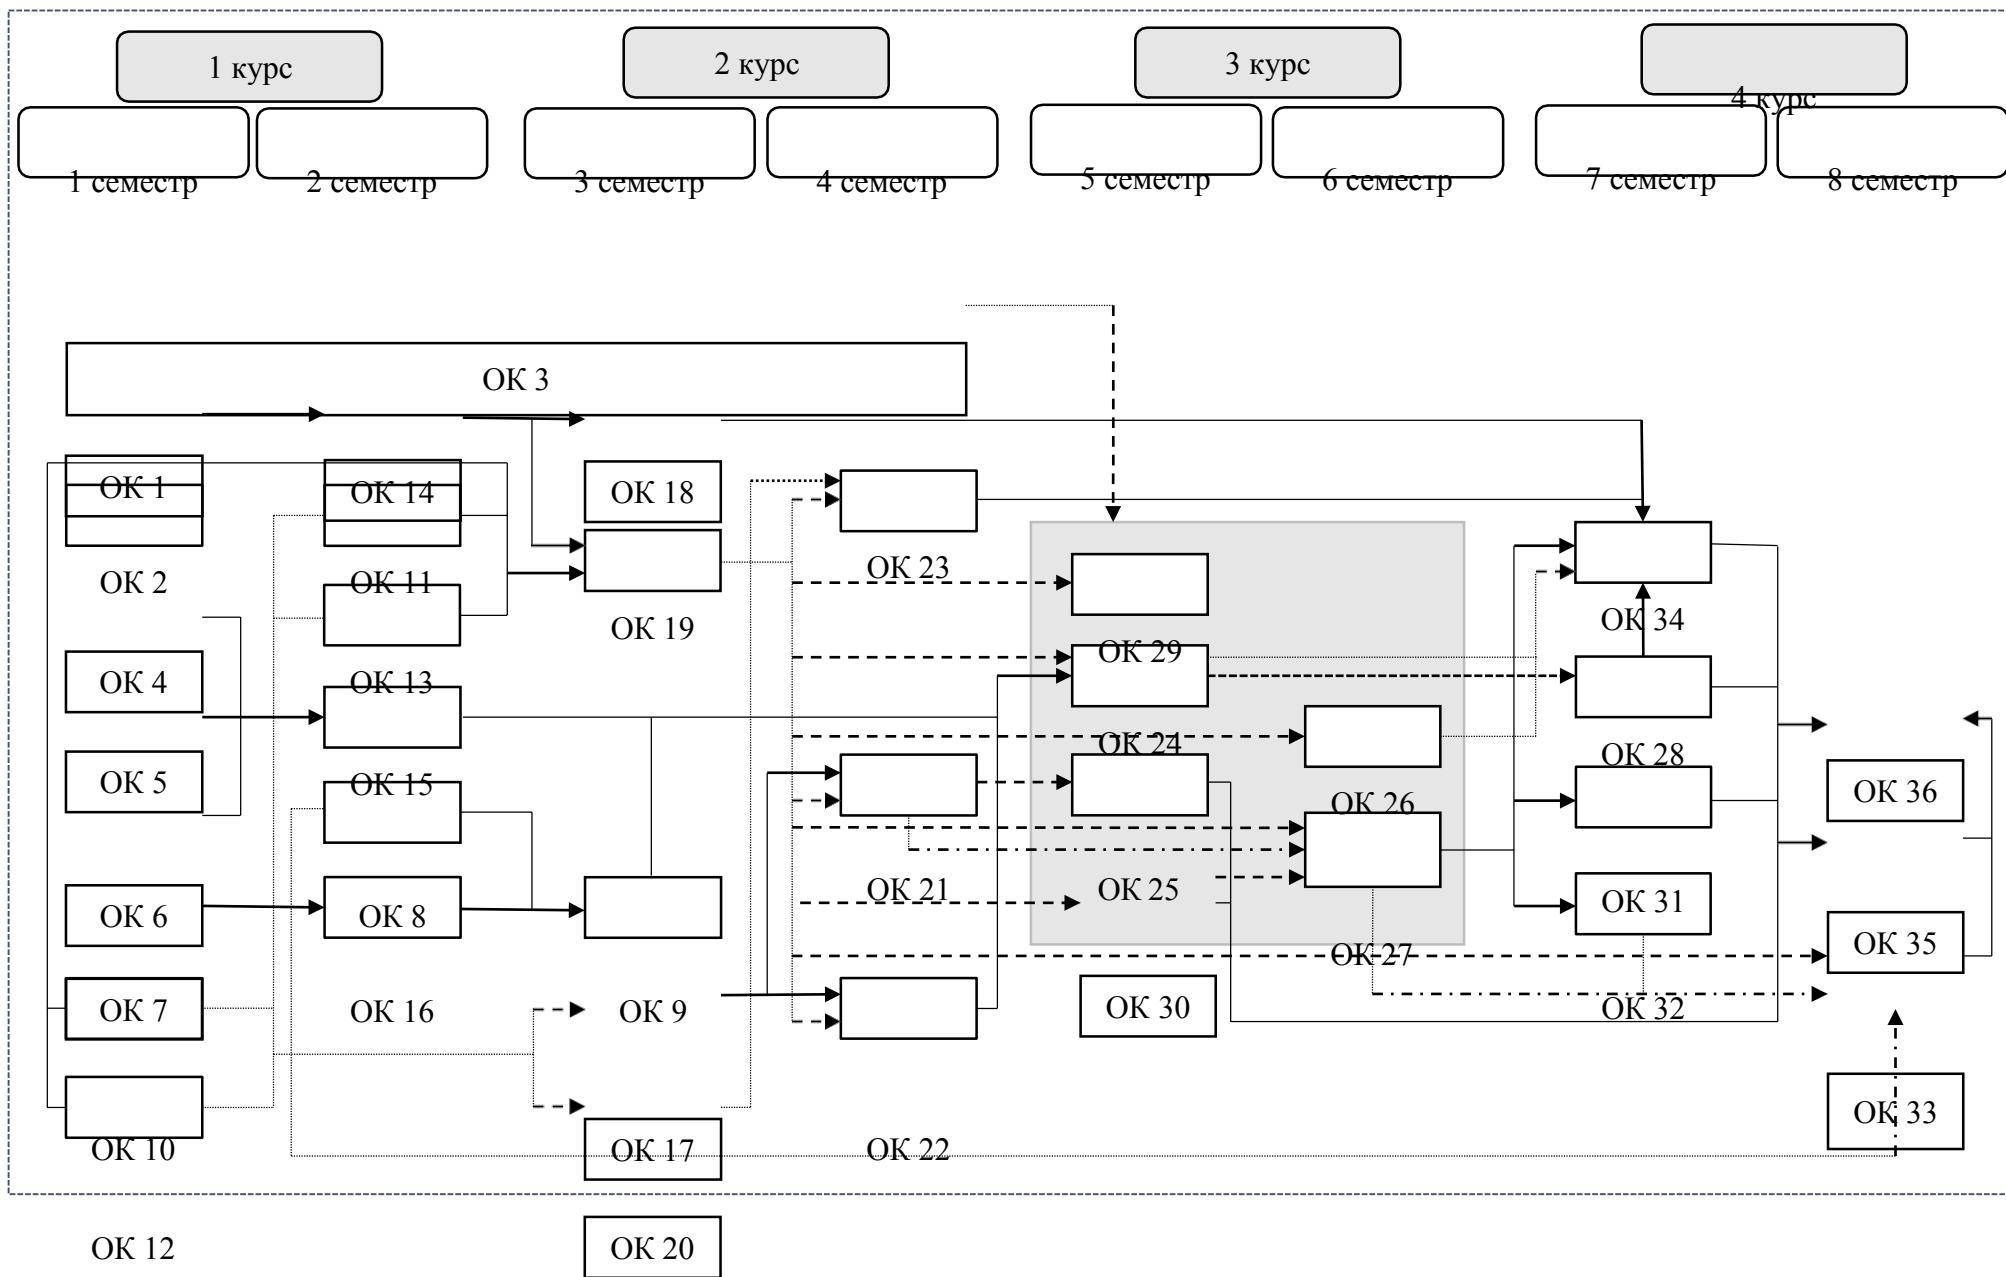 1 курс
2 курс
3 курс
4 курс
1 семестр
2 семестр
3 семестр
4 семестр
5 семестр
6 семестр
7 семестр
8 семестр
ОК 3
ОК 1
ОК 14
ОК 18
ОК 2
ОК 11
ОК 23
ОК 19
ОК 34
ОК 4
ОК 13
ОК 29
ОК 5
ОК 15
ОК 24
ОК 28
ОК 26
ОК 36
ОК 6
ОК 8
ОК 21
ОК 25
ОК 31
ОК 27
ОК 35
ОК 7
ОК 16
ОК 9
ОК 30
ОК 32
ОК 10
ОК 17
ОК 22
ОК 33
ОК 12
ОК 20